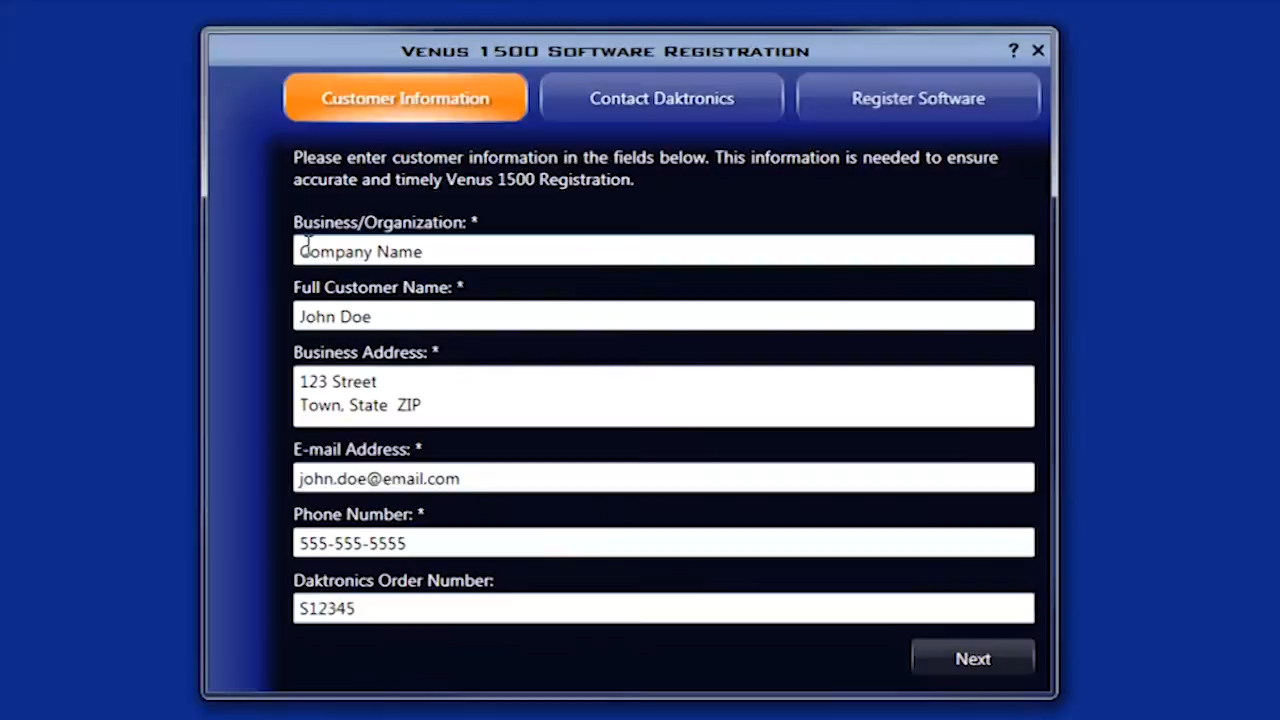 Venus 1500 Software Registration ? ×
Customer Information Contact Daktronics Register Software
Please enter customer information in the fields below. This information is needed to ensure
accurate and timely Venus 1500 Registration.
Business/Organization: *
Company Name
Full Customer Name: *
John Doe
Business Address: *
123 Street
Town, State ZIP
E-mail Address: *
john.doe@email.com
Phone Number: *
555-555-5555
Daktronics Order Number:
S12345
Next